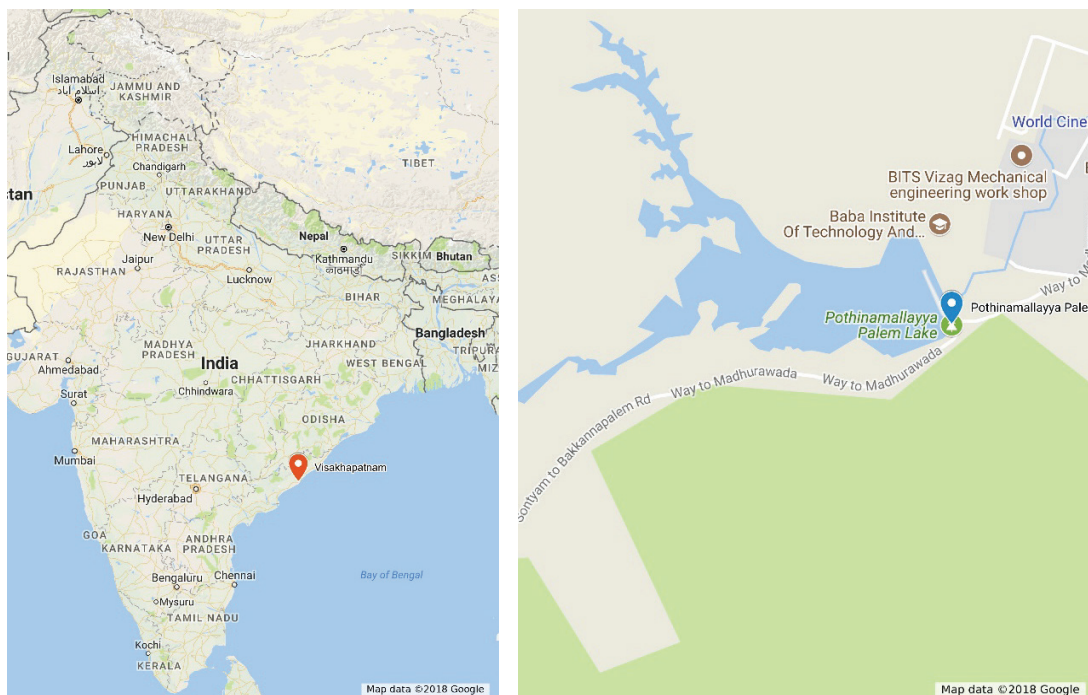 Islamabad
اسلام آباد
JAMMU AND
KASHMIR
HIMACHAL
PRADESH
Lahore
لاہور
Chandigarh
PUNJAB
UTTARAKHAND
TIBET
stan
HARYANA
New Delhi
UTTAR
PRADESH
Nepal
Kathmandu
SIKKIM
Bhutan
ASS
RAJASTHAN
Jaipur
Lucknow
BIHAR
MEGHALAYA
Bangladesh
GUJARAT
Ahmedabad
MADHYA
PRADESH
India
JHARKHAND
WEST BENGAL
TRIPURA
MIZ
Surat
Chhindwara
CHHATTISGARH
ODISHA
MAHARASHTRA
Mumbai
Visakhapatnam
TELANGANA
Hyderabad
GOA
KARNATAKA
ANDHRA
PRADESH
Bay of Bengal
Bengaluru
Chennai
Mysuru
TAMIL NADU
Kochi
KERALA
Map data ©2018 Google
World Cine
BITS Vizag Mechanical
engineering work shop
Baba Institute
Of Technology And...
Way to Madh
Pothinamallayya Pale
Pothinamallayya
Palem Lake
Way to Madhurawada
Way to Madhurawada
Sontyam to Bakkannapalem Rd
Map data ©2018 Google